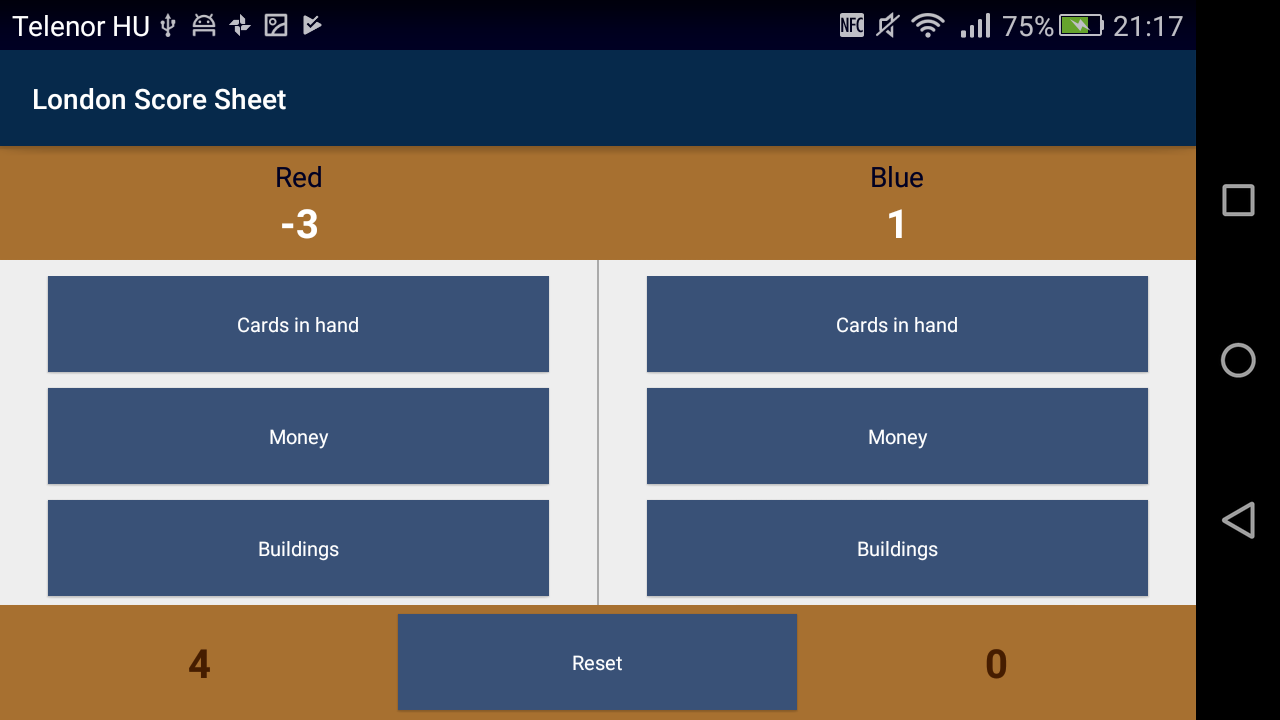 Telenor HU NFC 75% 21:17
London Score Sheet
Red Blue
-3 1
Cards in hand Cards in hand
Money Money
Buildings Buildings
4 Reset 0